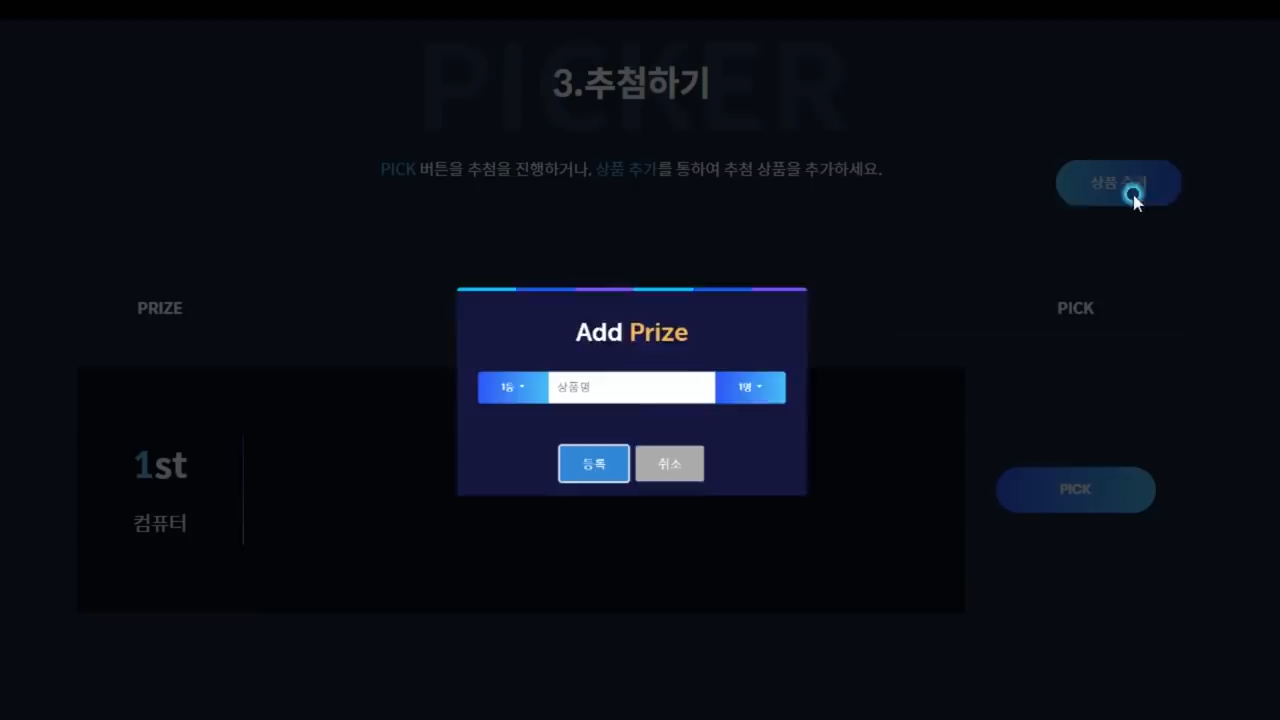 PICKER
3.추첨하기
PICK 버튼을 추첨을 진행하거나, 상품 추가를 통하여 추첨 상품을 추가하세요.
상품 추가
PRIZE
PICK
Add Prize
1등
상품명
1명
등록
취소
1st
컴퓨터
PICK